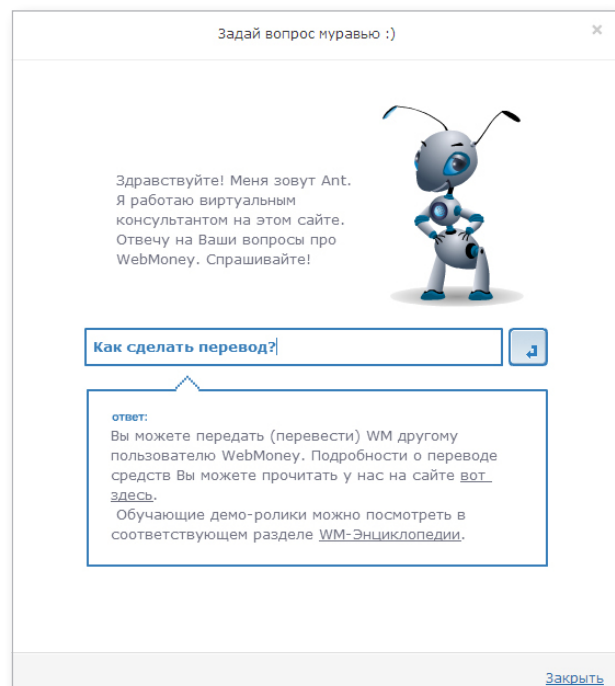 Задай вопрос муравью :)
Здравствуйте! Меня зовут Ant.
Я работаю виртуальным
консультантом на этом сайте.
Отвечу на Ваши вопросы про
WebMoney. Спрашивайте!
Как сделать перевод?
ответ:
Вы можете передать (перевести) WM другому
пользователю WebMoney. Подробности о переводе
средств Вы можете прочитать у нас на сайте вот
здесь.
Обучающие демо-ролики можно посмотреть в
соответствующем разделе WM-Энциклопедии.
Закрыть